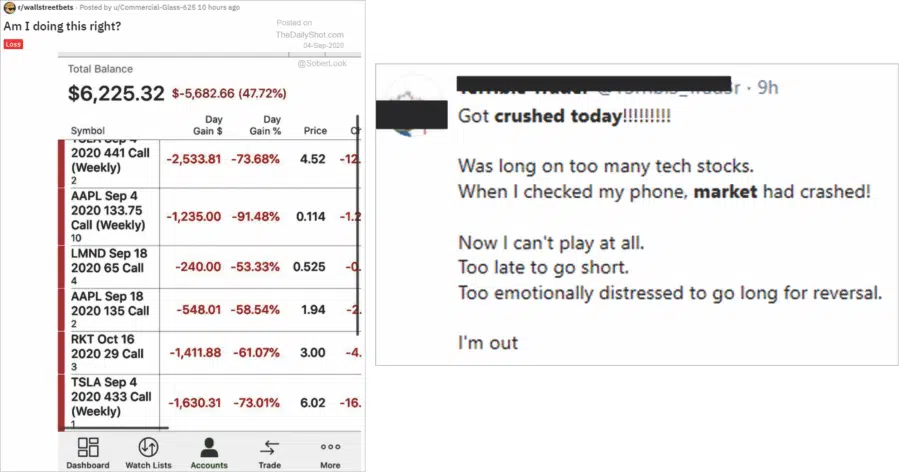 r/wallstreetbets · Posted by u/Commercial-Glass-628 10 hours ago
Am I doing this right?
Loss
Posted on
TheDailyShot.com
04-Sep-2020
@SoberLook
Total Balance
$6,225.32 $-5,682.66 (47.72%)
Symbol Day Gain $ Day Gain % Price
TSLA Sep 4
2020 441 Call -2,533.81 -73.68% 4.52 -12.
(Weekly)
2
AAPL Sep 4
2020 133.75 -1,235.00 -91.48% 0.114 -1.2
Call (Weekly)
10
LMND Sep 18
2020 65 Call -240.00 -53.33% 0.525 -0.
4
AAPL Sep 18
2020 135 Call -548.01 -58.54% 1.94 -2.
2
RKT Oct 16
2020 29 Call -1,411.88 -61.07% 3.00 -4.
3
TSLA Sep 4
2020 433 Call -1,630.31 -73.01% 6.02 -16.
(Weekly)
1
Dashboard Watch Lists Accounts Trade More
· 9h
Got crushed today!!!!!!!!!
Was long on too many tech stocks.
When I checked my phone, market had crashed!
Now I can't play at all.
Too late to go short.
Too emotionally distressed to go long for reversal.
I'm out